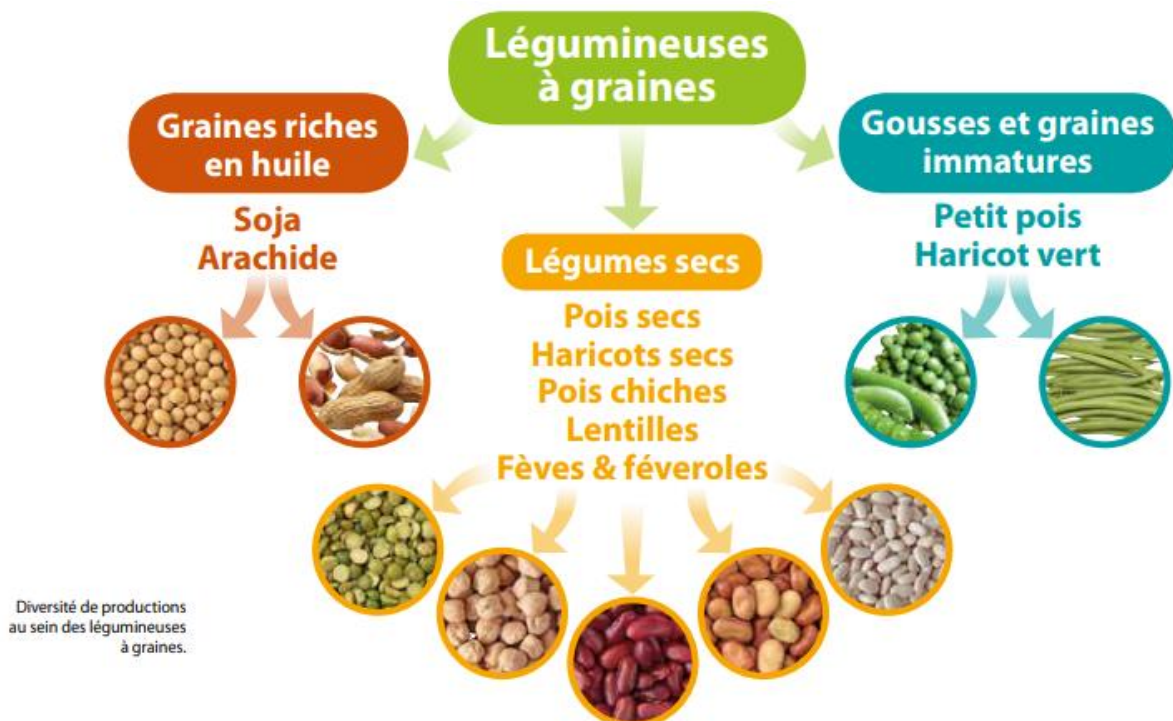 Légumineuses
à graines
Graines riches
en huile
Soja
Arachide
Légumes secs
Pois secs
Haricots secs
Pois chiches
Lentilles
Fèves & féveroles
Gousses et graines
immatures
Petit pois
Haricot vert
Diversité de productions
au sein des légumineuses
à graines.